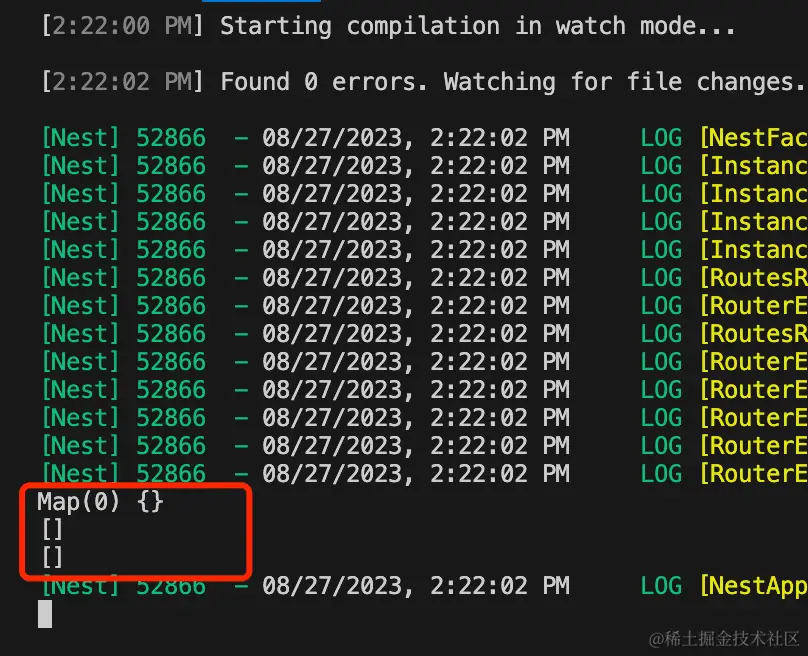 [2:22:00 PM] Starting compilation in watch mode...
[2:22:02 PM] Found 0 errors. Watching for file changes.
[Nest] 52866  - 08/27/2023, 2:22:02 PM     LOG [NestFac
[Nest] 52866  - 08/27/2023, 2:22:02 PM     LOG [Instanc
[Nest] 52866  - 08/27/2023, 2:22:02 PM     LOG [Instanc
[Nest] 52866  - 08/27/2023, 2:22:02 PM     LOG [Instanc
[Nest] 52866  - 08/27/2023, 2:22:02 PM     LOG [Instanc
[Nest] 52866  - 08/27/2023, 2:22:02 PM     LOG [RoutesR
[Nest] 52866  - 08/27/2023, 2:22:02 PM     LOG [RouterE
[Nest] 52866  - 08/27/2023, 2:22:02 PM     LOG [RoutesR
[Nest] 52866  - 08/27/2023, 2:22:02 PM     LOG [RouterE
[Nest] 52866  - 08/27/2023, 2:22:02 PM     LOG [RouterE
[Nest] 52866  - 08/27/2023, 2:22:02 PM     LOG [RouterE
[Nest] 52866  - 08/27/2023, 2:22:02 PM     LOG [RouterE
[Nest] 52866  - 08/27/2023, 2:22:02 PM     LOG [RouterE
Map(0) {}
[]
[]
[Nest] 52866  - 08/27/2023, 2:22:02 PM     LOG [NestApp
@稀土掘金技术社区